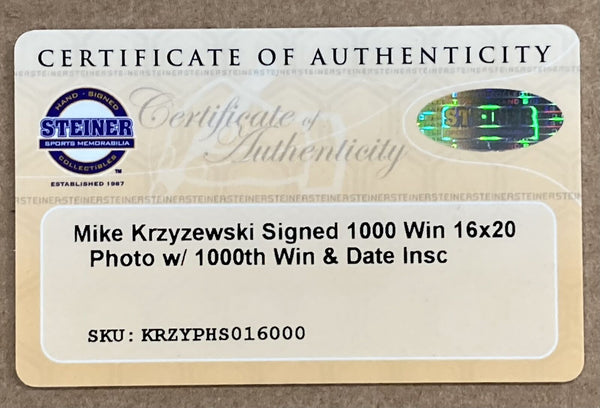 CERTIFICATE OF AUTHENTICITY
HAND - SIGNED
STEINER
SPORTS MEMORABILIA
COLLECTIBLES
TM
ESTABLISHED 1987
Certificate of
Authenticity
STEINER
Mike Krzyzewski Signed 1000 Win 16x20
Photo w/ 1000th Win & Date Insc
SKU: KRZYPHS016000